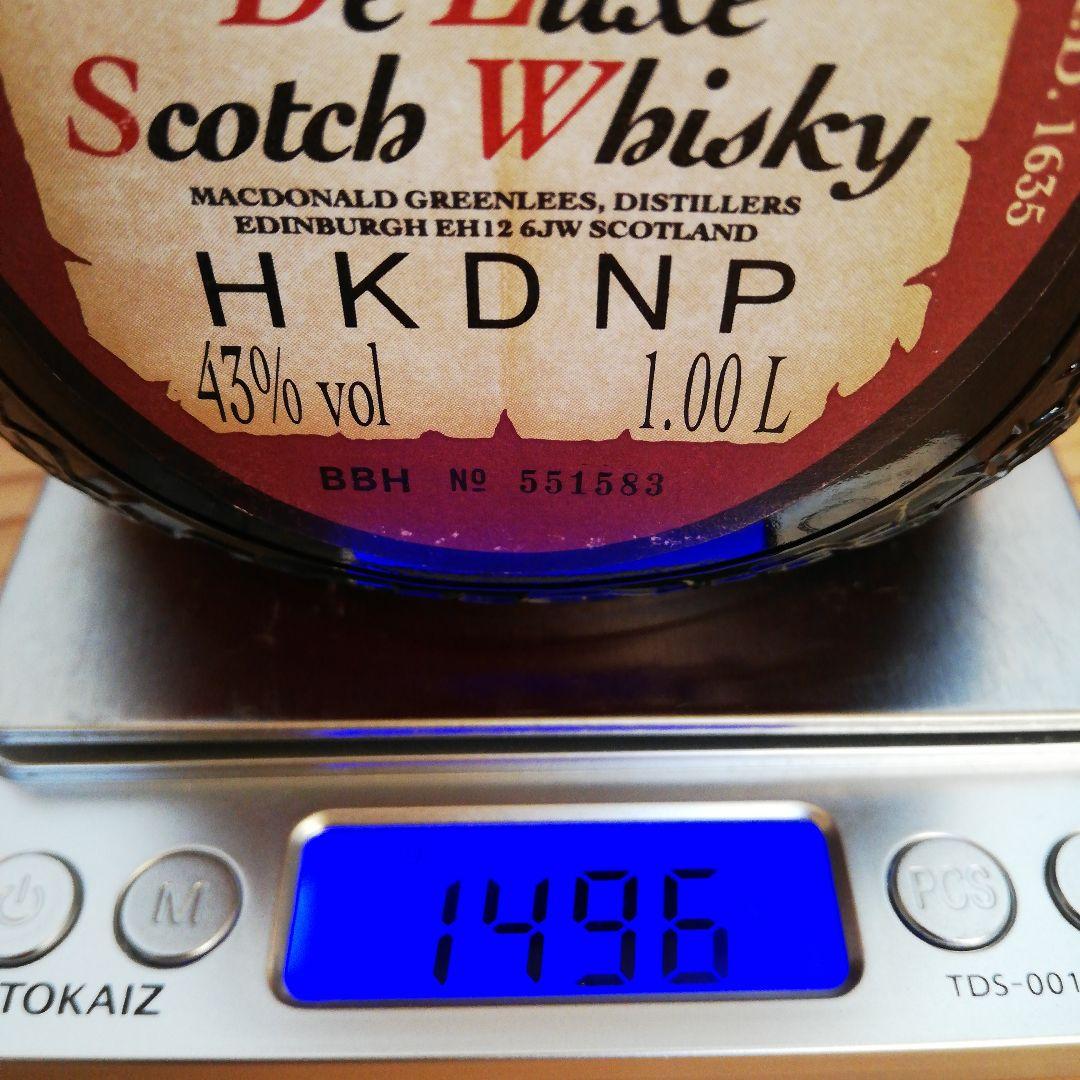 De Luxe
Scotch Whisky
MACDONALD GREENLEES, DISTILLERS
EDINBURGH EH12 6JW SCOTLAND
HKDNP
43% vol 1.00 L
BBH Nº 551583
D. 1635
1496
M
PCS
TOKAIZ
TDS-001